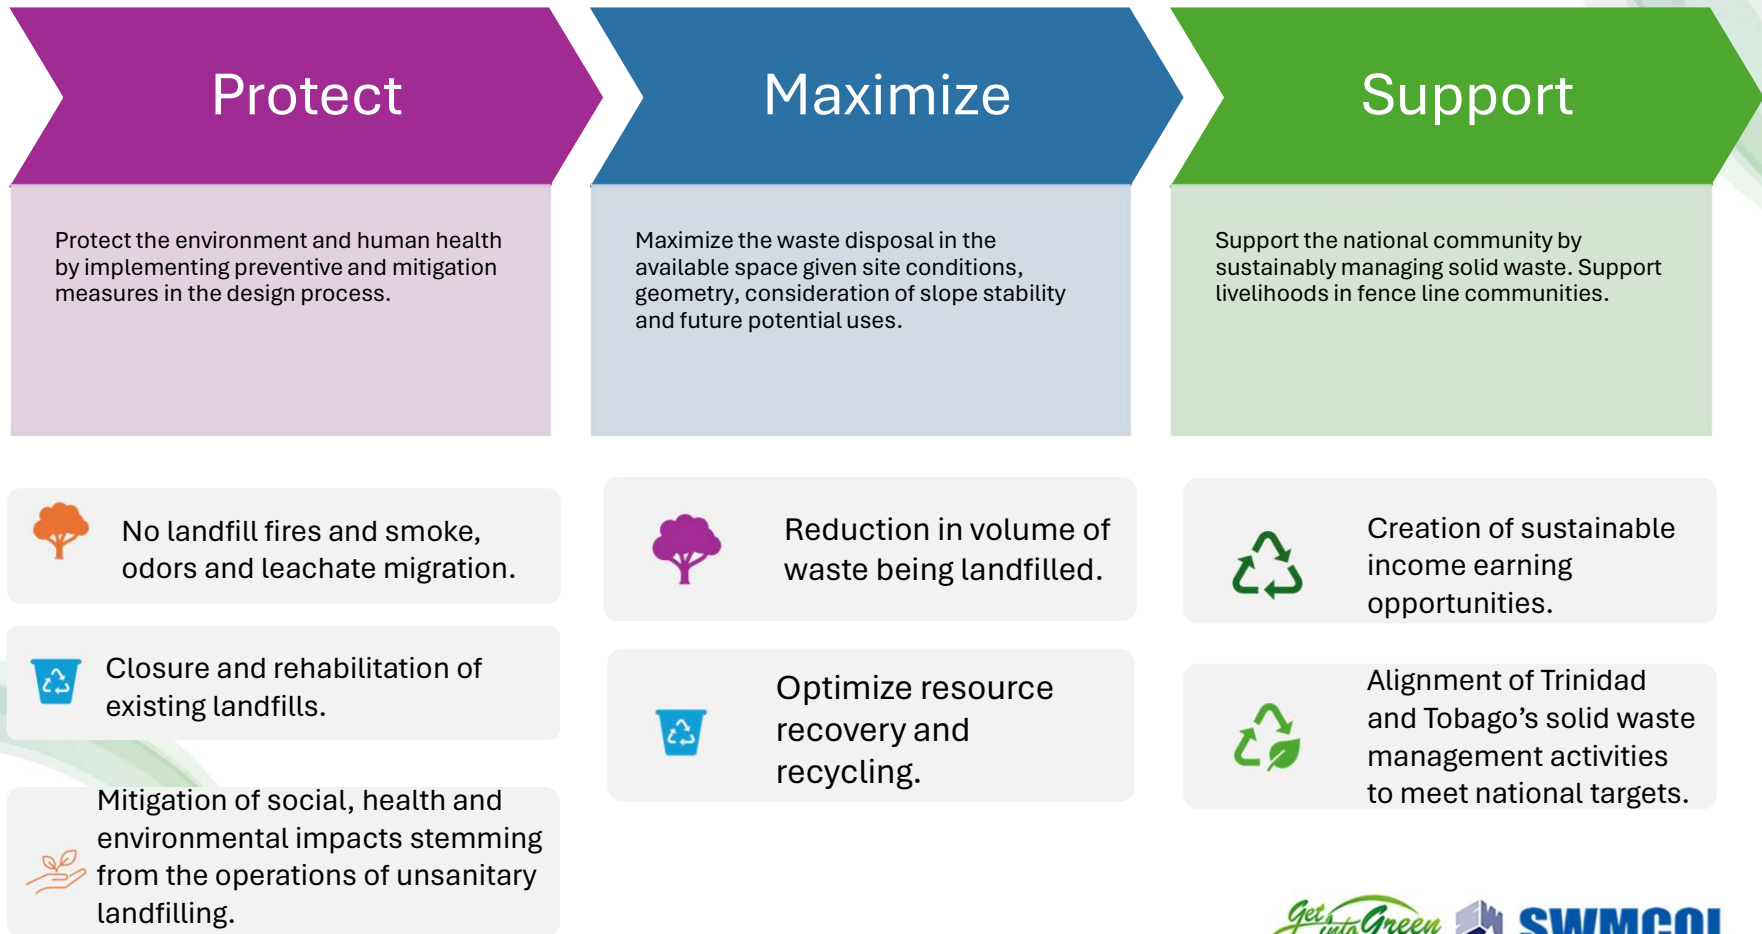 Protect
Maximize
Support
Protect the environment and human health
by implementing preventive and mitigation
measures in the design process.
Maximize the waste disposal in the
available space given site conditions,
geometry, consideration of slope stability
and future potential uses.
Support the national community by
sustainably managing solid waste. Support
livelihoods in fence line communities.
No landfill fires and smoke,
odors and leachate migration.
Closure and rehabilitation of
existing landfills.
Mitigation of social, health and
environmental impacts stemming
from the operations of unsanitary
landfilling.
Reduction in volume of
waste being landfilled.
Optimize resource
recovery and
recycling.
Creation of sustainable
income earning
opportunities.
Alignment of Trinidad
and Tobago’s solid waste
management activities
to meet national targets.
Get
into Green
SWMCOL